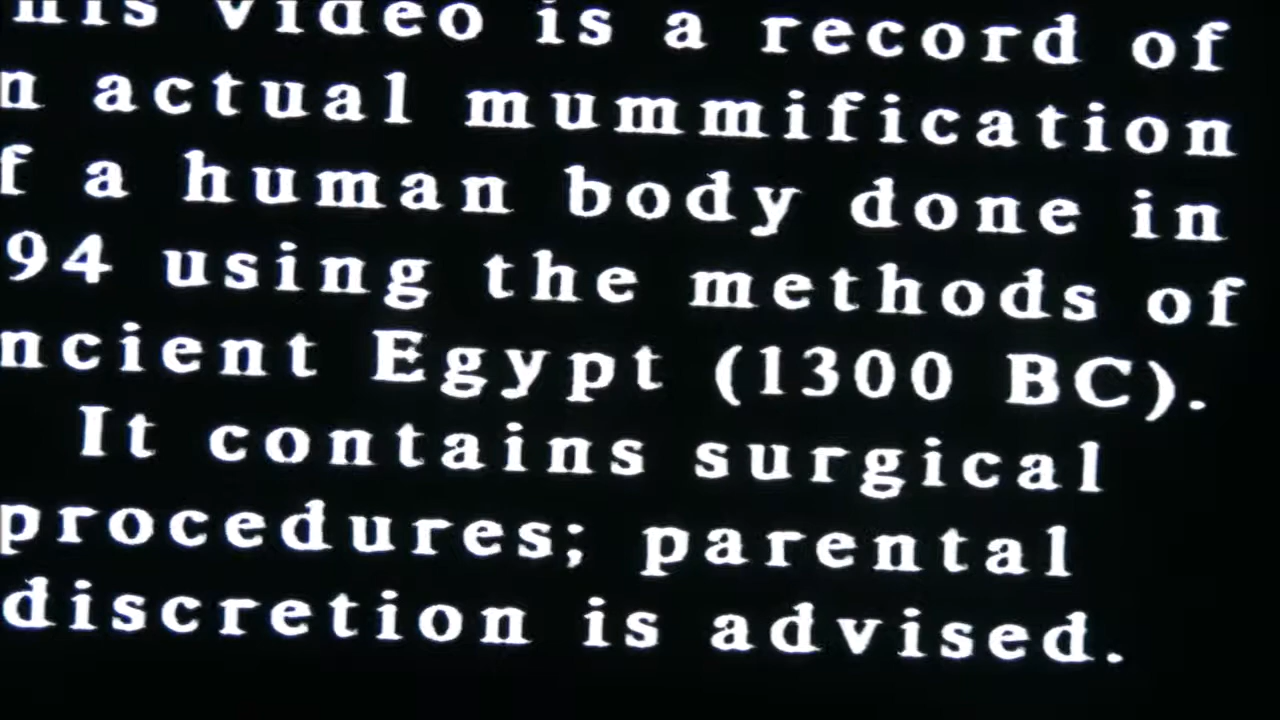 his video is a record of
n actual mummification
f a human body done in
94 using the methods of
ncient Egypt (1300 BC).
It contains surgical
procedures; parental
discretion is advised.